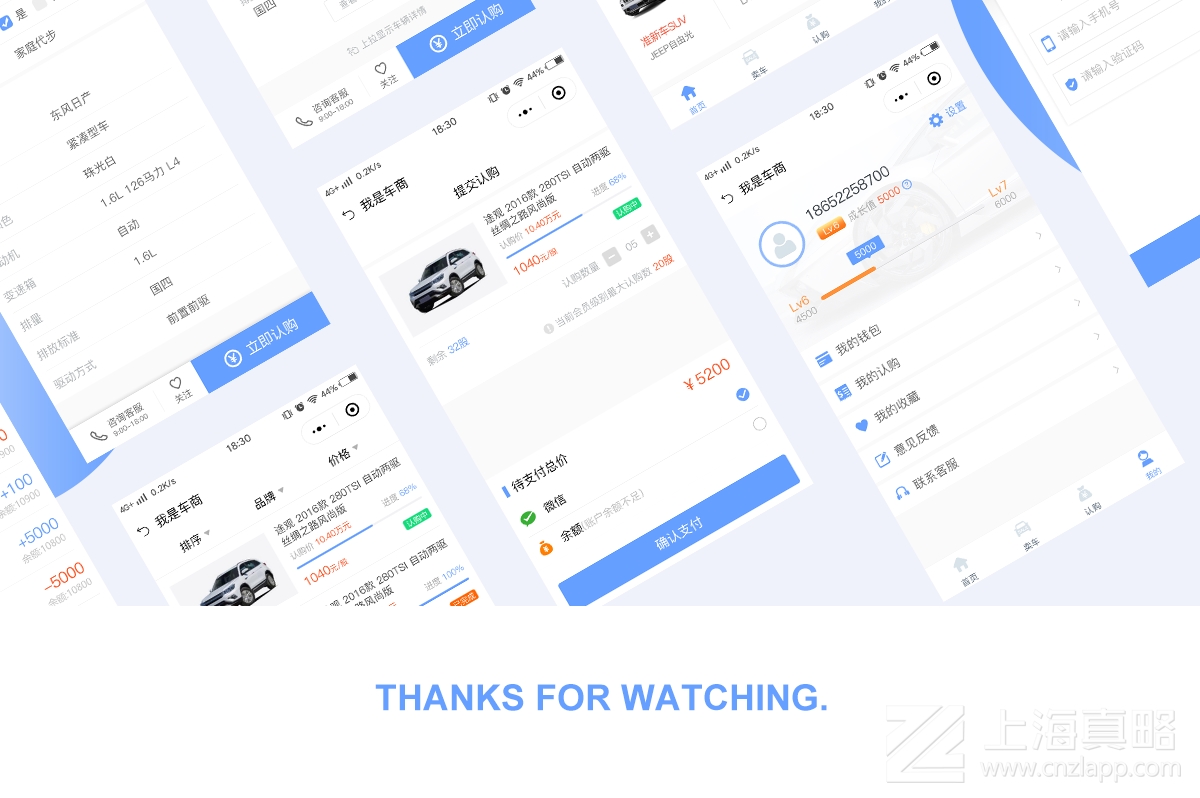 是
家庭代步
东风日产
紧凑型车
珠光白
1.6L 126马力 L4
自动
1.6L
国四
前置前驱
动机
变速箱
排量
排放标准
驱动方式
咨询客服
9:00-18:00
关注
立即认购
+100
余额:10900
+5000
余额:10800
-5000
余额:10800
国四
上拉显示车辆详情
咨询客服
9:00-18:00
关注
立即认购
准新车SUV
JEEP自由光
首页
卖车
认购
请输入手机号
请输入验证码
4G+ 0.2K/s
18:30
44%
我是车商
排序
品牌
价格
途观 2016款 280TSI 自动两驱
丝绸之路风尚版
认购价 10.40万元
进度 68%
1040元/股
认购中
途观 2016款 280TSI 自动两驱
丝绸之路风尚版
进度 100%
已完成
4G+ 0.2K/s
18:30
44%
我是车商
提交认购
途观 2016款 280TSI 自动两驱
丝绸之路风尚版
认购价 10.40万元
进度 68%
1040元/股
认购中
认购数量
05
当前会员级别最大认购数 20股
剩余 32股
待支付总价
¥5200
微信
余额(账户余额不足)
确认支付
4G+ 0.2K/s
18:30
44%
我是车商
设置
18652258700
Lv.6 成长值 5000
5000
Lv6
4500
Lv7
6000
我的钱包
我的认购
我的收藏
意见反馈
联系客服
首页
卖车
认购
我的
THANKS FOR WATCHING.
上海真略
www.cnzlapp.com